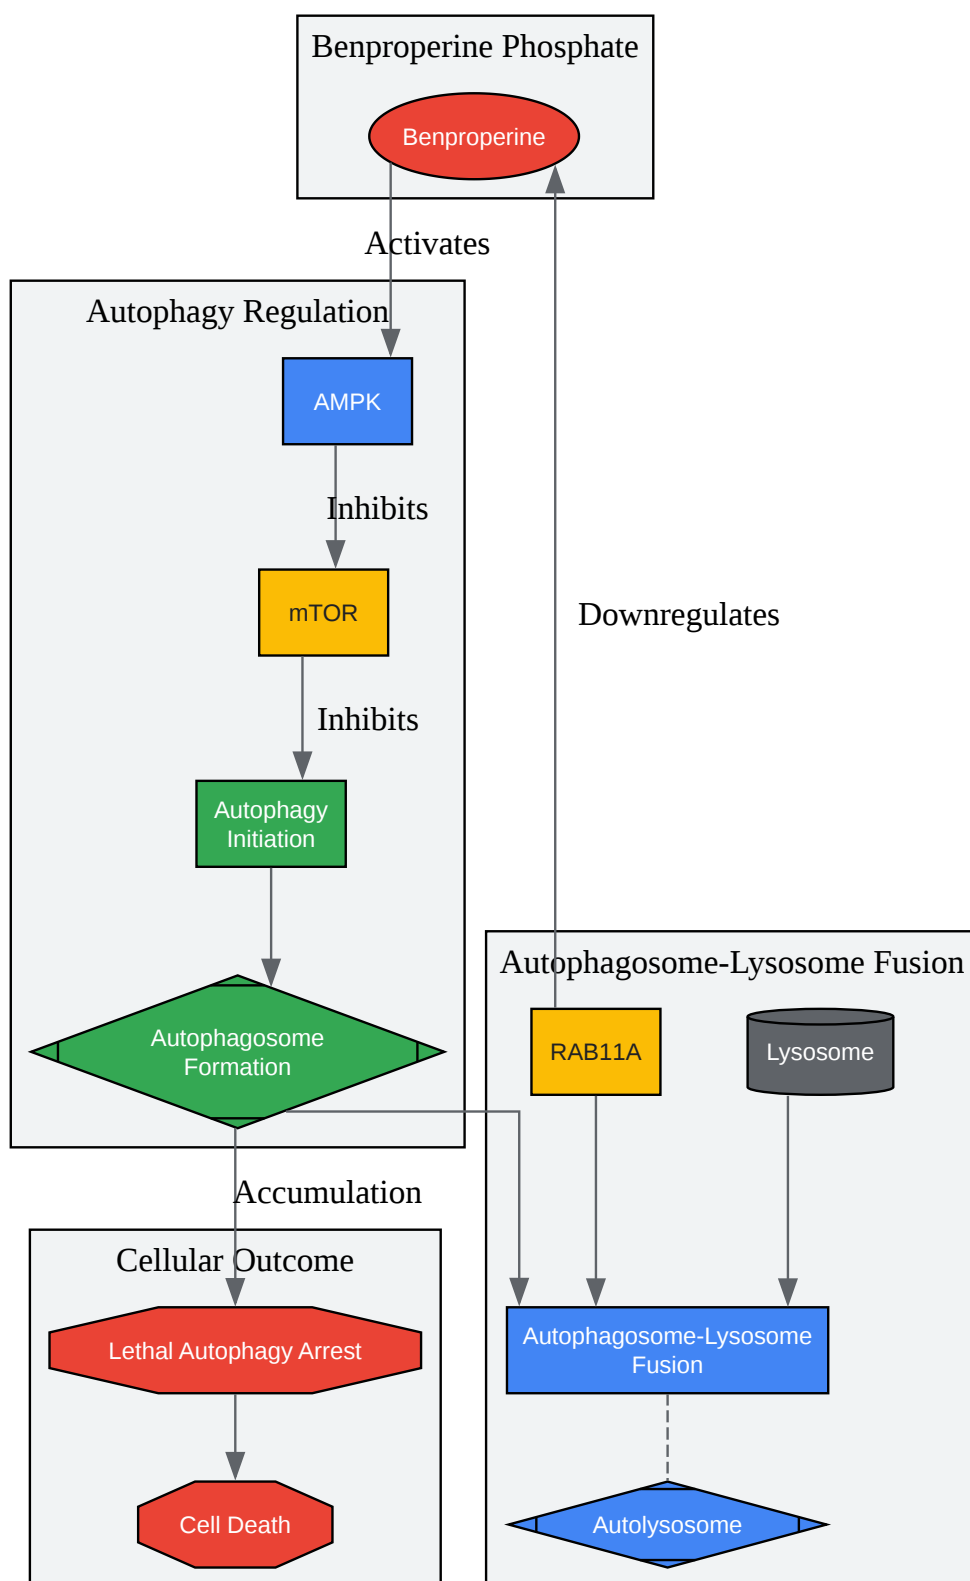 Benproperine Phosphate
Benproperine
Activates
Autophagy Regulation
AMPK
Inhibits
mTOR
Downregulates
Inhibits
Autophagy
Initiation
Autophagosome
Formation
Autophagosome-Lysosome Fusion
RAB11A
Lysosome
Accumulation
Cellular Outcome
Lethal Autophagy Arrest
Autophagosome-Lysosome
Fusion
Cell Death
Autolysosome